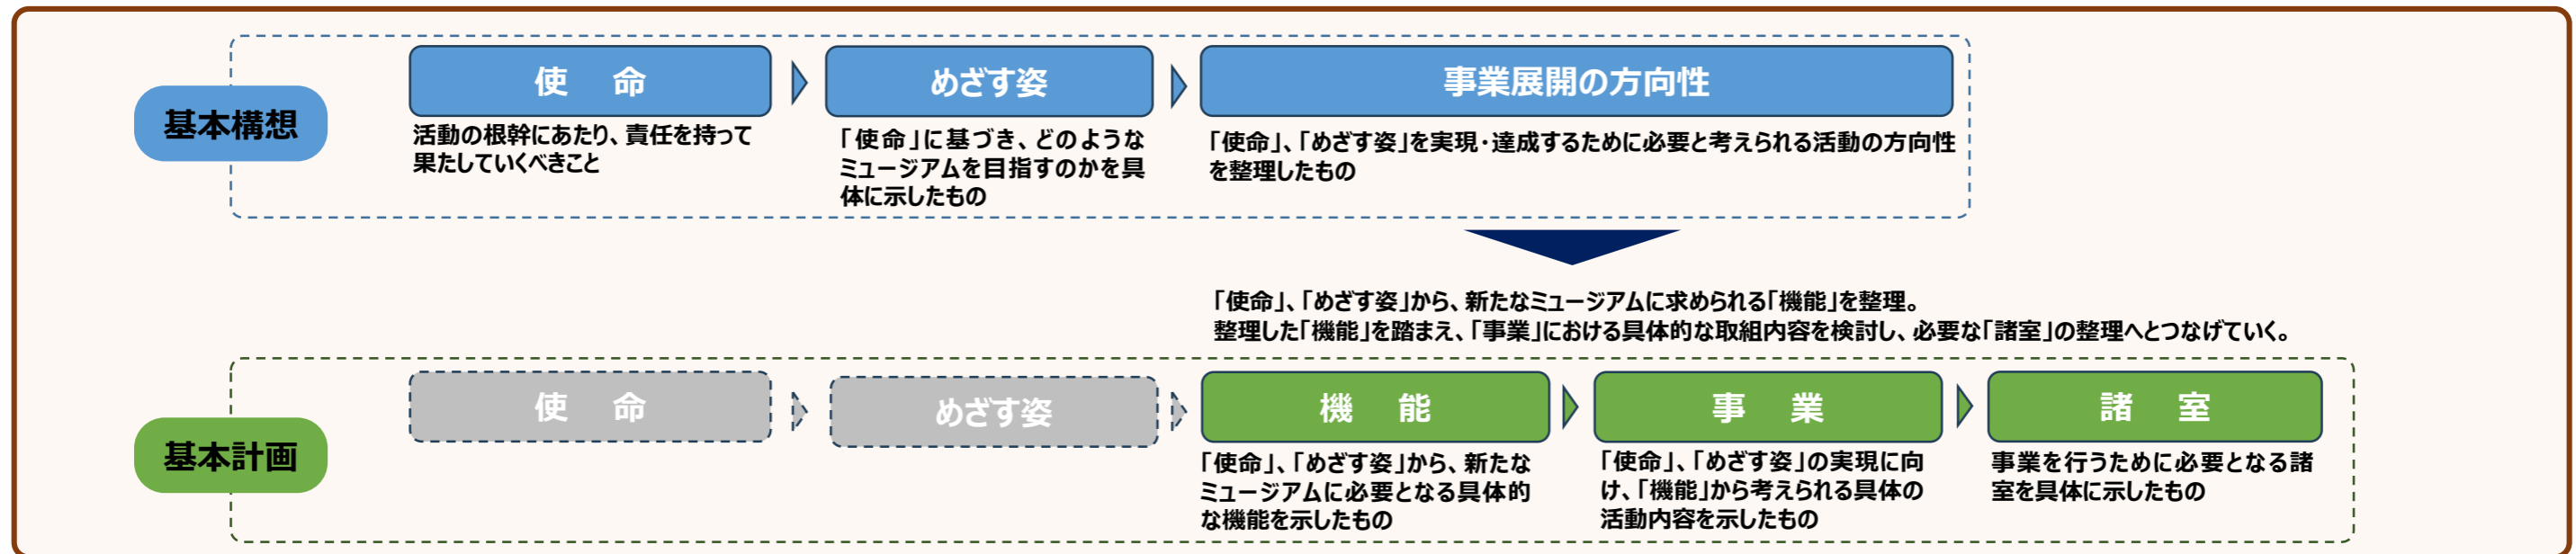 基本構想
使　命
活動の根幹にあたり、責任を持って
果たしていくべきこと
めざす姿
「使命」に基づき、どのような
ミュージアムを目指すのかを具
体に示したもの
事業展開の方向性
「使命」、「めざす姿」を実現・達成するために必要と考えられる活動の方向性
を整理したもの
「使命」、「めざす姿」から、新たなミュージアムに求められる「機能」を整理。
整理した「機能」を踏まえ、「事業」における具体的な取組内容を検討し、必要な「諸室」の整理へとつなげていく。
基本計画
使　命
めざす姿
機　能
「使命」、「めざす姿」から、新たな
ミュージアムに必要となる具体的
な機能を示したもの
事　業
「使命」、「めざす姿」の実現に向
け、「機能」から考えられる具体の
活動内容を示したもの
諸　室
事業を行うために必要となる諸
室を具体に示したもの